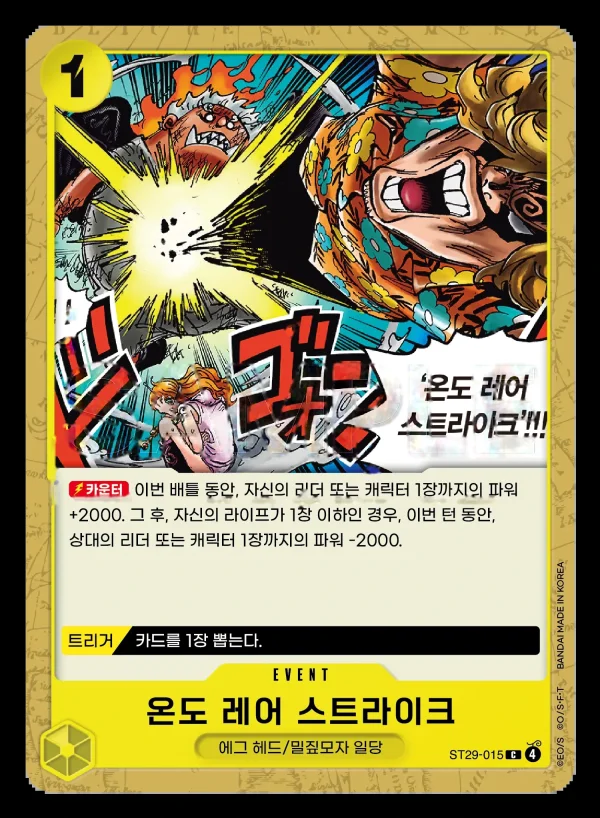 1
ドゴォン
‘온도 레어
스트라이크’!!!
카운터 이번 배틀 동안, 자신의 리더 또는 캐릭터 1장까지의 파워
+2000. 그 후, 자신의 라이프가 1장 이하인 경우, 이번 턴 동안,
상대의 리더 또는 캐릭터 1장까지의 파워 -2000.
트리거 카드를 1장 뽑는다.
EVENT
온도 레어 스트라이크
에그 헤드/밀짚모자 일당
ST29-015 C 4
©EO/S ©O/S·F·T BANDAI MADE IN KOREA